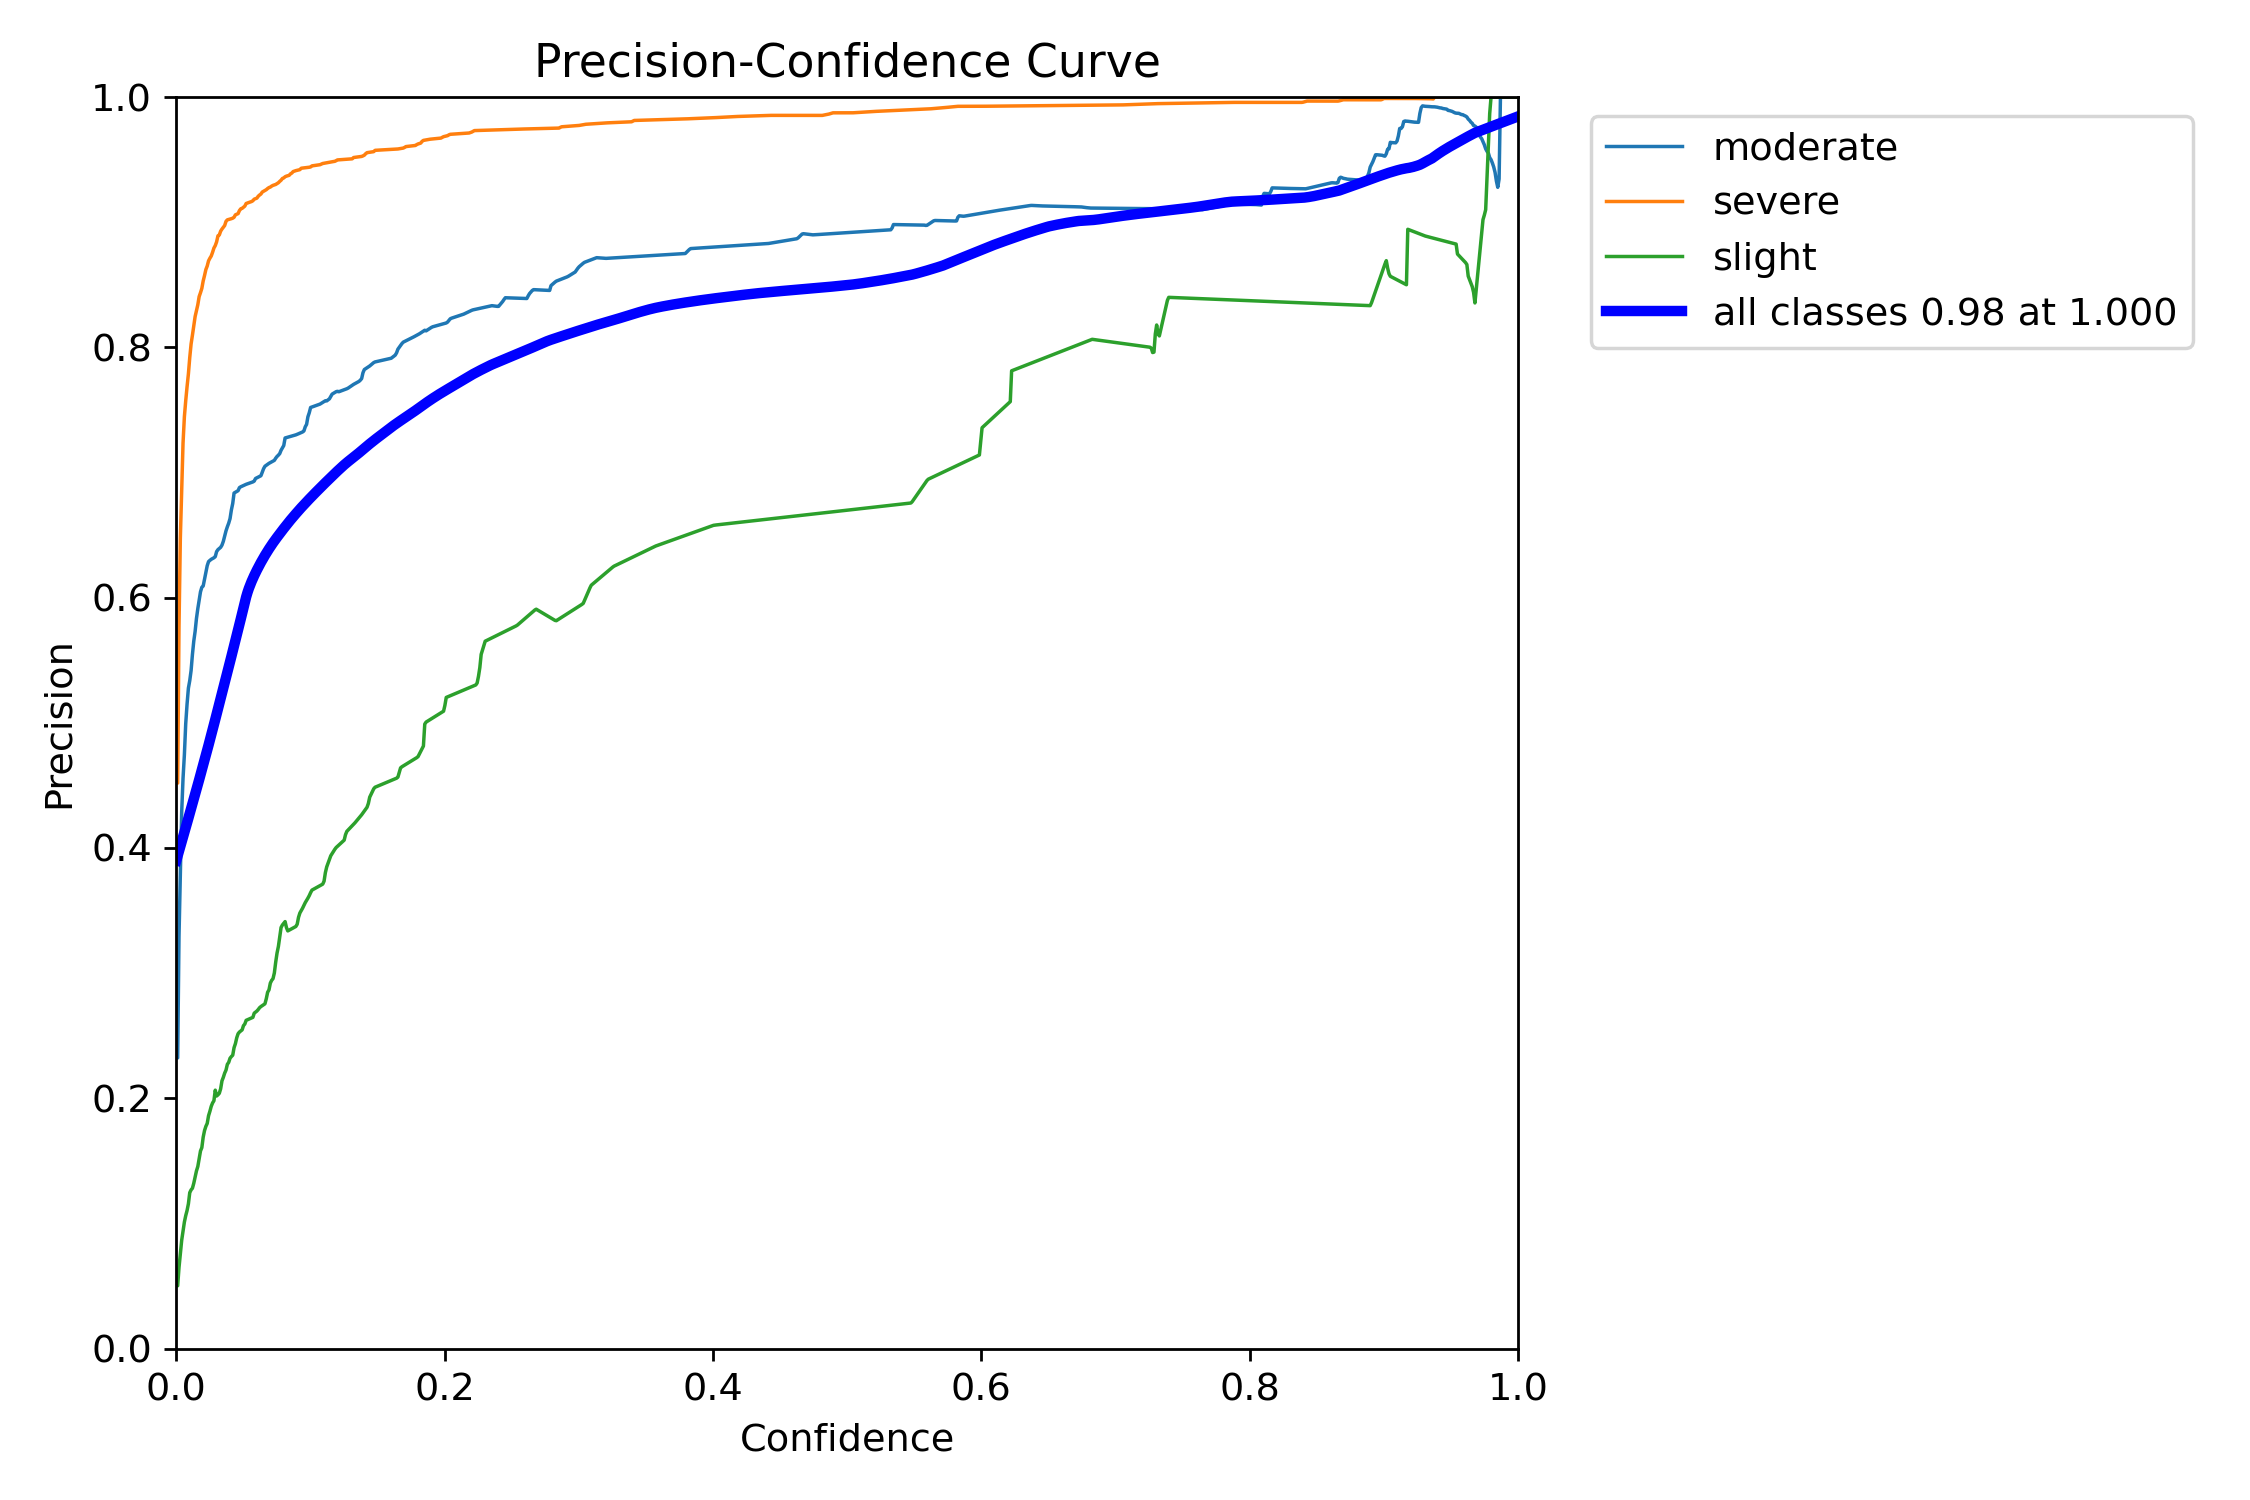 Precision-Confidence Curve
1.0
0.8
0.6
0.4
0.2
0.0
Precision
0.0 0.2 0.4 0.6 0.8 1.0
Confidence
moderate
severe
slight
all classes 0.98 at 1.000